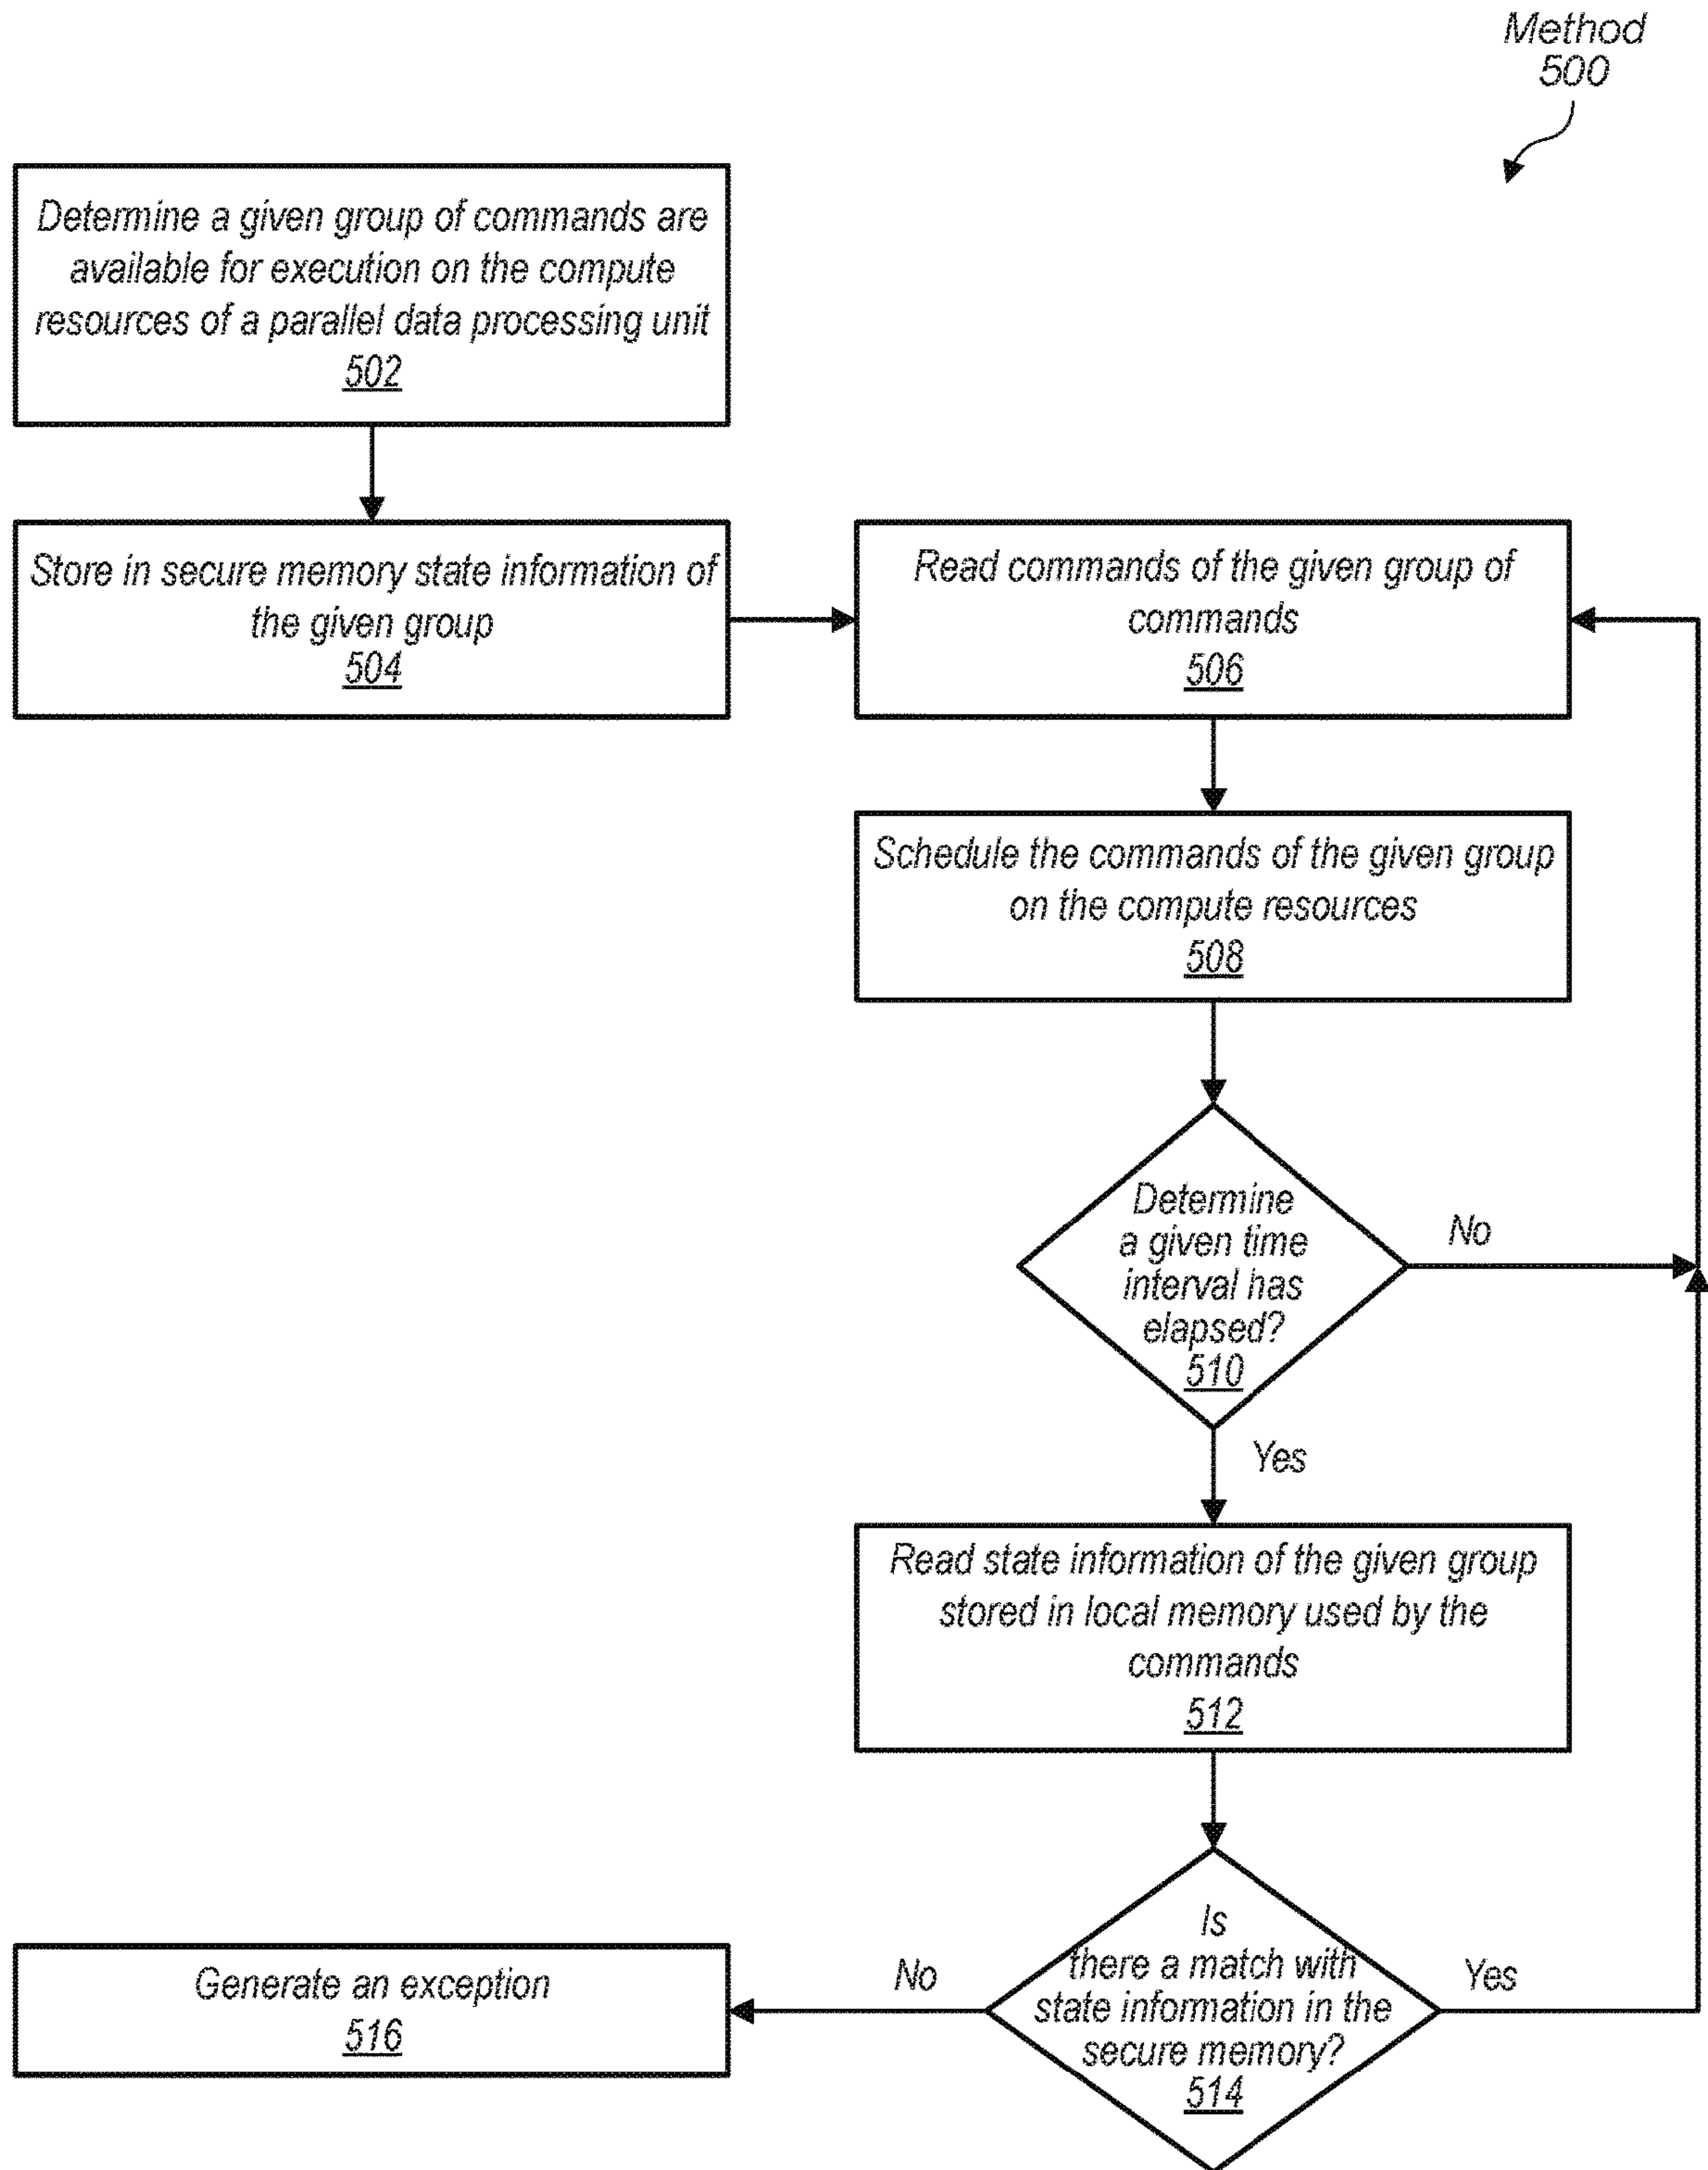 Method
500
Determine a given group of commands are
available for execution on the compute
resources of a parallel data processing unit
502
Store in secure memory state information of
the given group
504
Read commands of the given group of
commands
506
Schedule the commands of the given group
on the compute resources
508
Determine
a given time
interval has
elapsed?
510
No
Yes
Read state information of the given group
stored in local memory used by the
commands
512
Is
there a match with
state information in the
secure memory?
514
No
Yes
Generate an exception
516